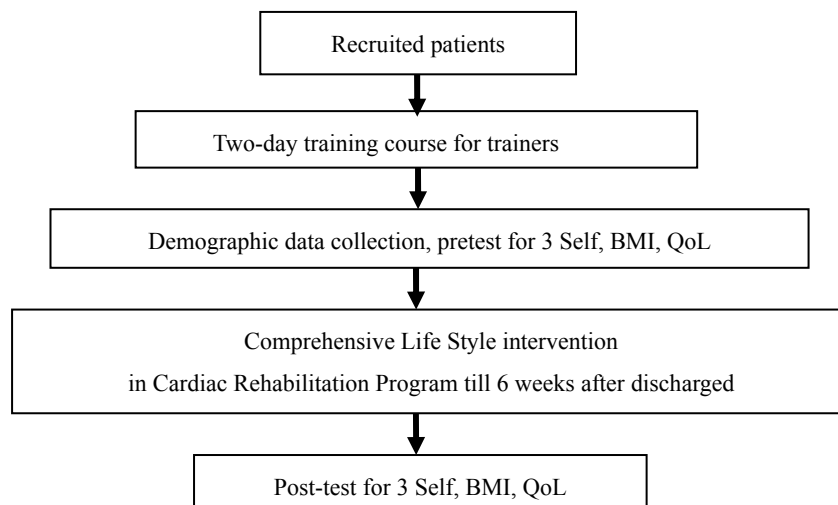 Recruited patients
Two-day training course for trainers
Demographic data collection, pretest for 3 Self, BMI, QoL
Comprehensive Life Style intervention
in Cardiac Rehabilitation Program till 6 weeks after discharged
Post-test for 3 Self, BMI, QoL